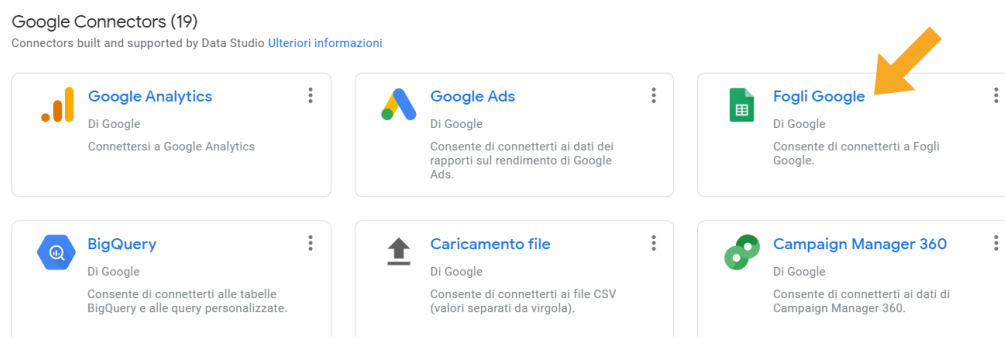 Google Connectors (19)
Connectors built and supported by Data Studio Ulteriori informazioni
Google Analytics
Di Google
Connettersi a Google Analytics
Google Ads
Di Google
Consente di connetterti ai dati dei
rapporti sul rendimento di Google
Ads.
Fogli Google
Di Google
Consente di connetterti a Fogli
Google.
BigQuery
Di Google
Consente di connetterti alle tabelle
BigQuery e alle query personalizzate.
Caricamento file
Di Google
Consente di connetterti ai file CSV
(valori separati da virgola).
Campaign Manager 360
Di Google
Consente di connetterti ai dati di
Campaign Manager 360.